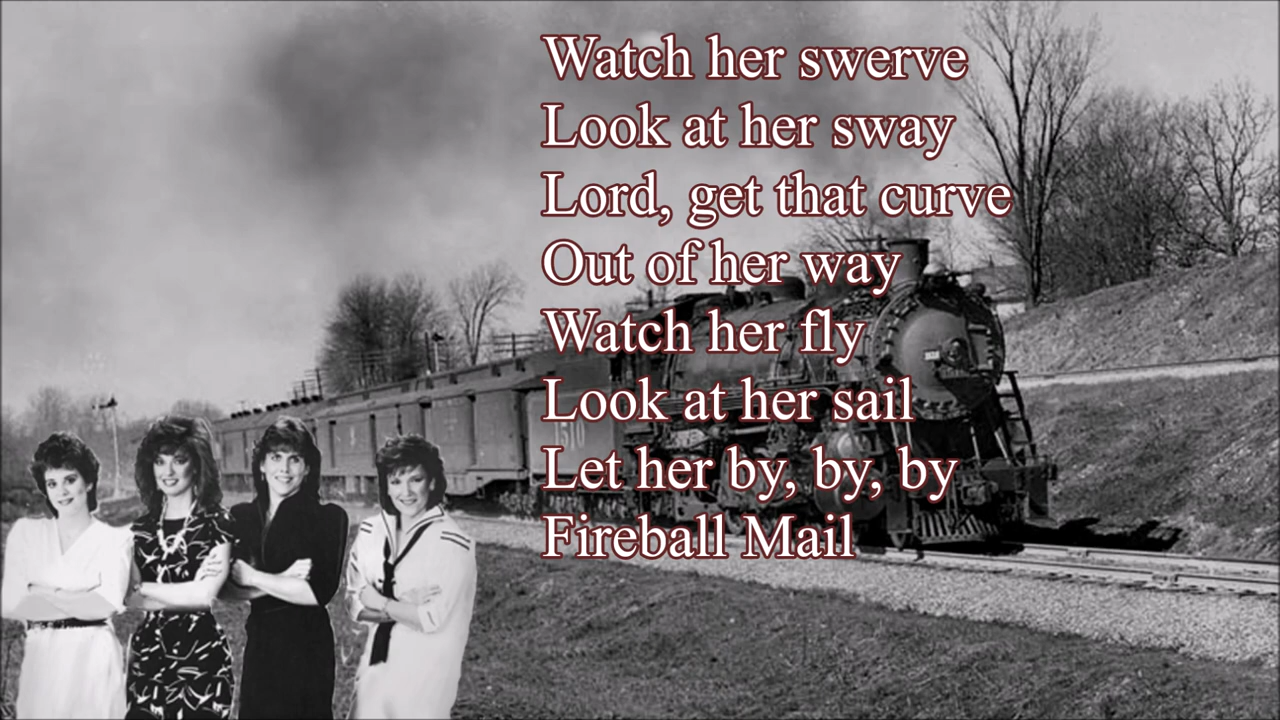 Watch her swerve
Look at her sway
Lord, get that curve
Out of her way
Watch her fly
Look at her sail
Let her by, by, by
Fireball Mail